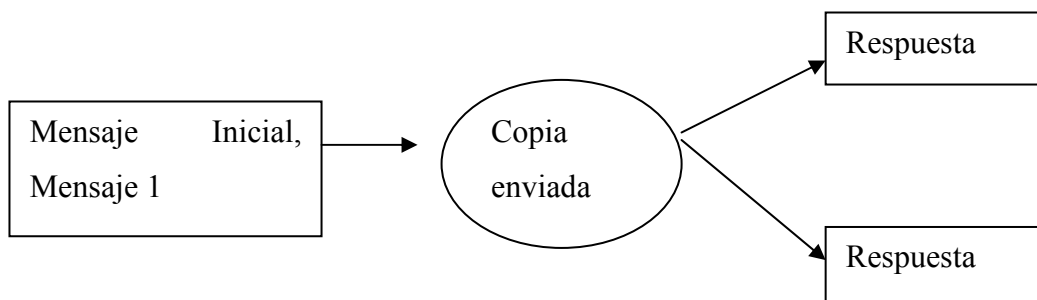 Mensaje Inicial,
Mensaje 1
Copia
enviada
Respuesta
Respuesta